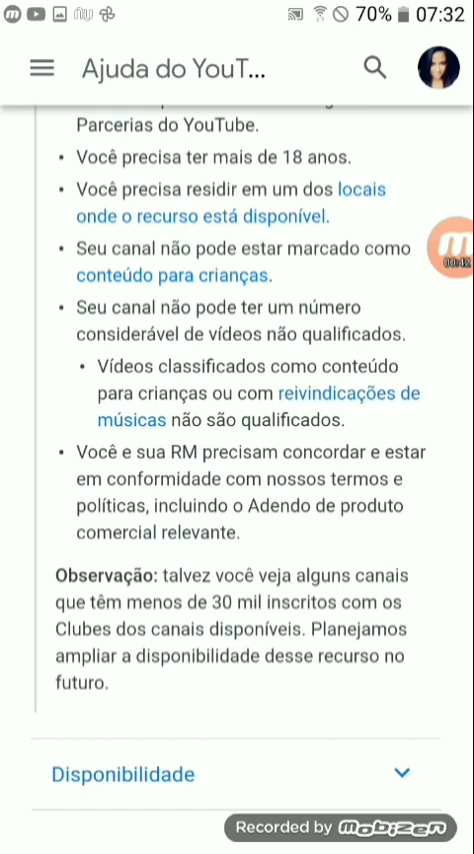 70% 07:32
Ajuda do YouT...
Parcerias do YouTube.
• Você precisa ter mais de 18 anos.
• Você precisa residir em um dos locais
onde o recurso está disponível.
• Seu canal não pode estar marcado como
conteúdo para crianças.
00:42
• Seu canal não pode ter um número
considerável de vídeos não qualificados.
• Vídeos classificados como conteúdo
para crianças ou com reivindicações de
músicas não são qualificados.
• Você e sua RM precisam concordar e estar
em conformidade com nossos termos e
políticas, incluindo o Adendo de produto
comercial relevante.
Observação: talvez você veja alguns canais
que têm menos de 30 mil inscritos com os
Clubes dos canais disponíveis. Planejamos
ampliar a disponibilidade desse recurso no
futuro.
Disponibilidade
Recorded by mobizen